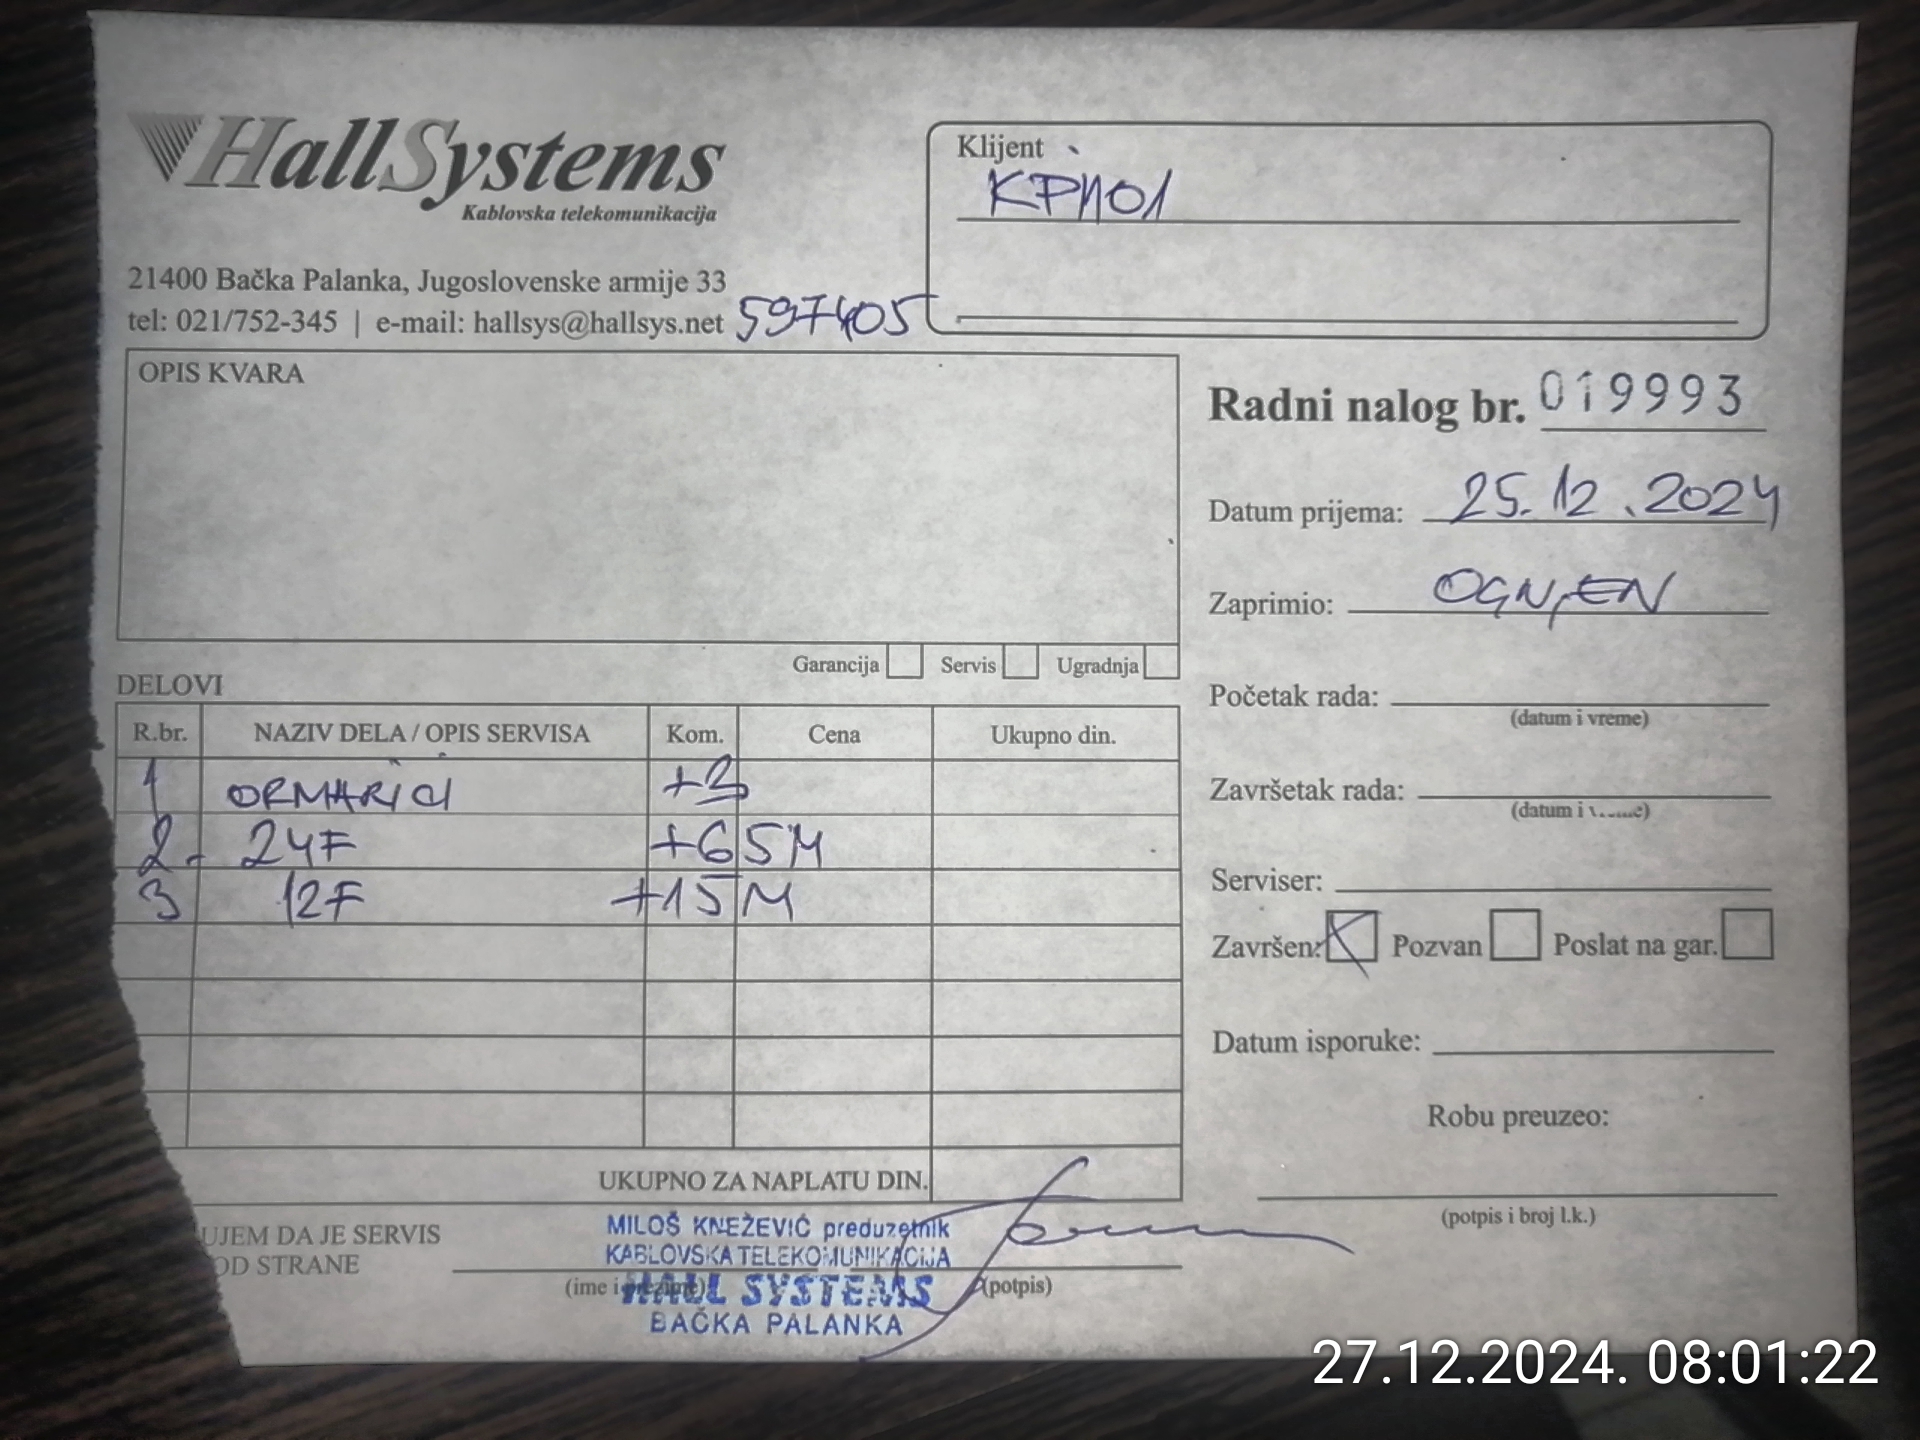 HallSystems
Kablovska telekomunikacija
21400 Bačka Palanka, Jugoslovenske armije 33
tel: 021/752-345 | e-mail: hallsys@hallsys.net 597405
Klijent
KP1101
OPIS KVARA
Garancija Servis Ugradnja
Radni nalog br. 019993
Datum prijema: 25.12.2024
Zaprimio: OGNJEN
Početak rada:
(datum i vreme)
Završetak rada:
(datum i vreme)
Serviser:
Završen: Pozvan Poslat na gar.
Datum isporuke:
Robu preuzeo:
(potpis i broj l.k.)
DELOVI
R.br. NAZIV DELA / OPIS SERVISA Kom. Cena Ukupno din.
1 ORMARIĆI
2. 24F +65M
3 12F +15M
UKUPNO ZA NAPLATU DIN.
UJEM DA JE SERVIS
OD STRANE
(ime i prezime) (potpis)
MILOŠ KNEŽEVIĆ preduzetnik
KABLOVSKA TELEKOMUNIKACIJA
HALL SYSTEMS
BAČKA PALANKA
27.12.2024. 08:01:22